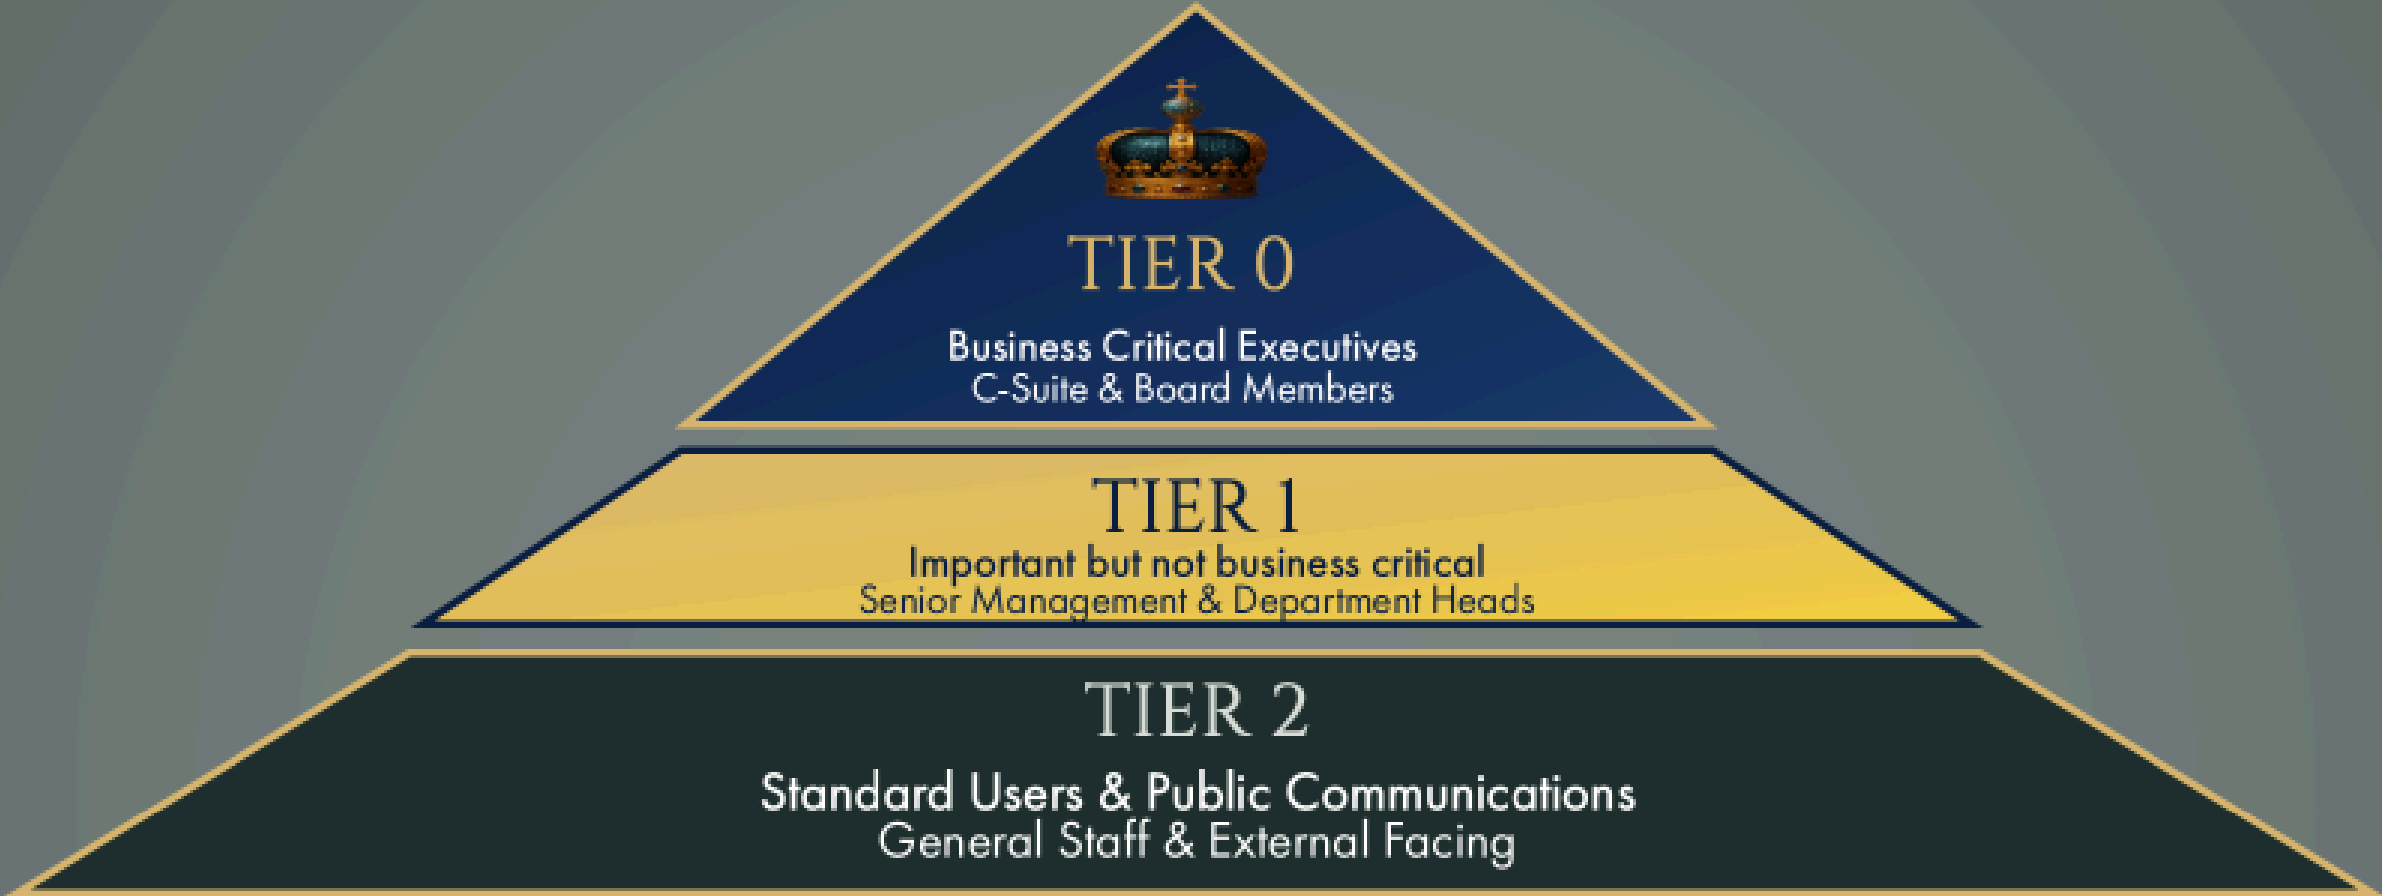 TIER 0
Business Critical Executives
C-Suite & Board Members
TIER 1
Important but not business critical
Senior Management & Department Heads
TIER 2
Standard Users & Public Communications
General Staff & External Facing